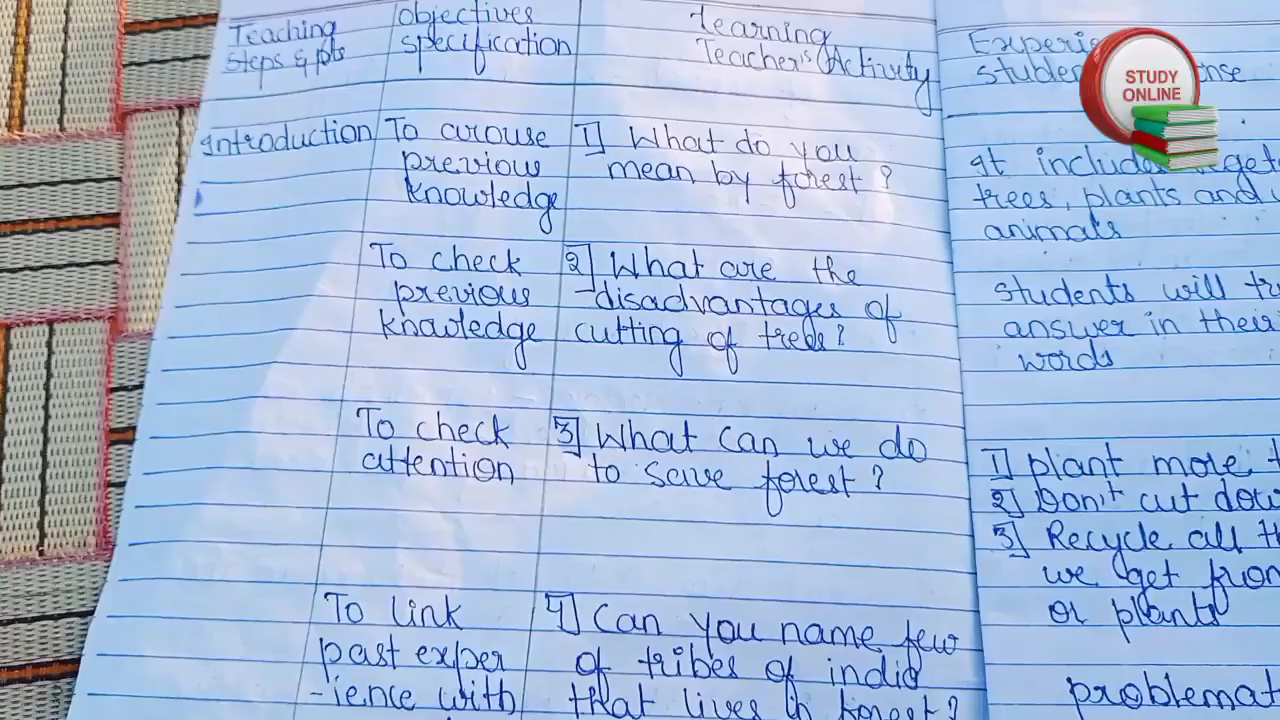 Teaching
Steps & pts
objectives
specification
Learning
Teacher's Activity
student
STUDY
ONLINE
Introduction
To arouse
previous
knowledge
1] What do you
mean by forest ?
It includes
trees, plants and
animals
To check
previous
knowledge
2] What are the
disadvantages of
cutting of trees?
students will
answer in their
words
To check
attention
3] What can we do
to save forest ?
1] plant more
2] Don't cut
3] Recycle all
we get
or plants
To link
past exper
-ience with
4] Can you name few
of tribes of india
that lives in forest?